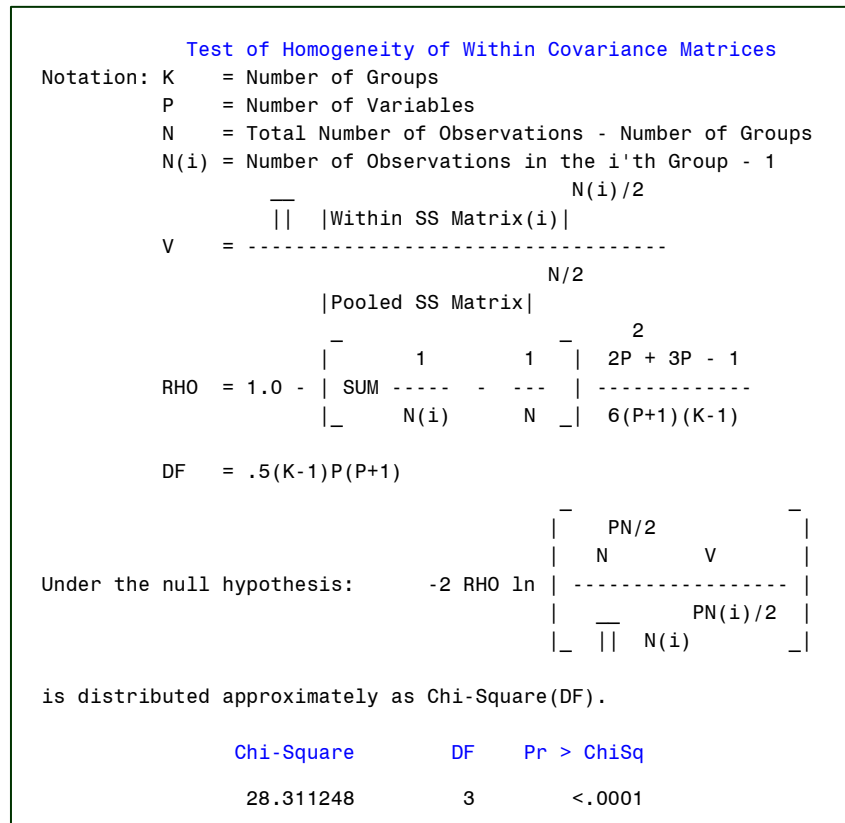 Test of Homogeneity of Within Covariance Matrices
Notation: K    = Number of Groups
          P    = Number of Variables
          N    = Total Number of Observations - Number of Groups
          N(i) = Number of Observations in the i'th Group - 1
                   __                       N(i)/2
                   ||  |Within SS Matrix(i)|
          V    = -----------------------------------
                                          N/2
                       |Pooled SS Matrix|
                        _                  _     2
                       |       1        1   |  2P + 3P - 1
          RHO  = 1.0 - | SUM -----  -  ---  | -------------
                       |_     N(i)      N  _|  6(P+1)(K-1)
          DF   = .5(K-1)P(P+1)
                                           _                  _
                                          |    PN/2            |
                                          |   N        V       |
Under the null hypothesis:      -2 RHO ln | ------------------ |
                                          |   __      PN(i)/2  |
                                          |_  ||  N(i)        _|
is distributed approximately as Chi-Square(DF).
                Chi-Square        DF    Pr > ChiSq
                 28.311248         3        <.0001